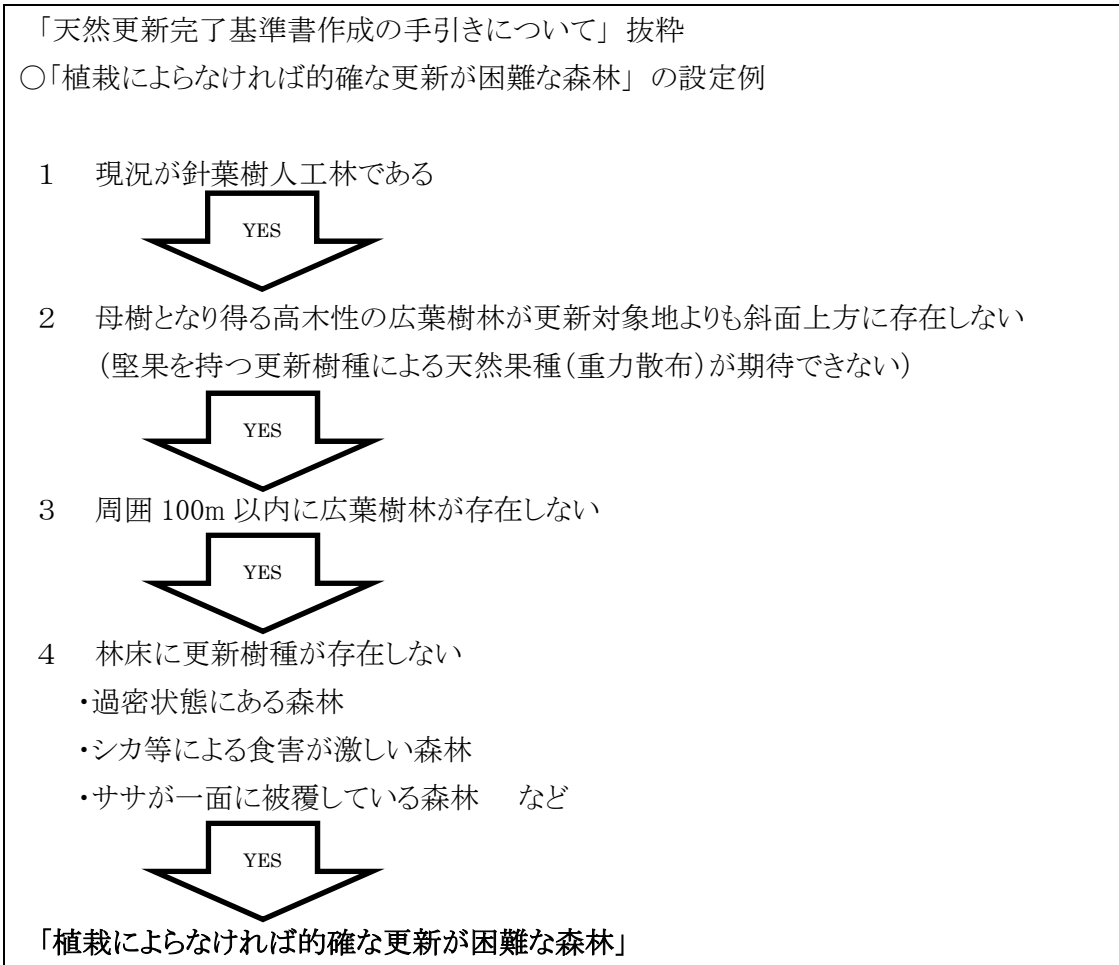 「天然更新完了基準書作成の手引きについて」抜粋
○「植栽によらなければ的確な更新が困難な森林」の設定例
１　現況が針葉樹人工林である
YES
２　母樹となり得る高木性の広葉樹林が更新対象地よりも斜面上方に存在しない
（堅果を持つ更新樹種による天然果種（重力散布）が期待できない）
YES
３　周囲 100m 以内に広葉樹林が存在しない
YES
４　林床に更新樹種が存在しない
・過密状態にある森林
・シカ等による食害が激しい森林
・ササが一面に被覆している森林　など
YES
「植栽によらなければ的確な更新が困難な森林」